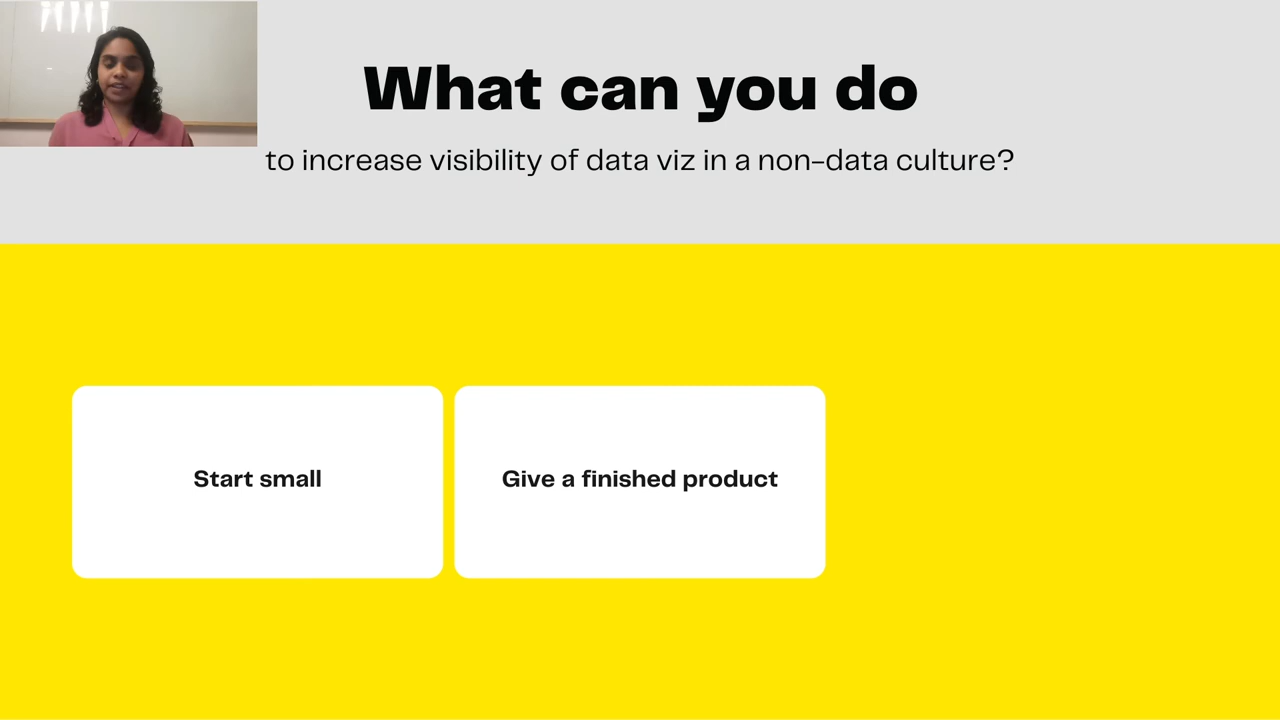 What can you do
to increase visibility of data viz in a non-data culture?
Start small
Give a finished product